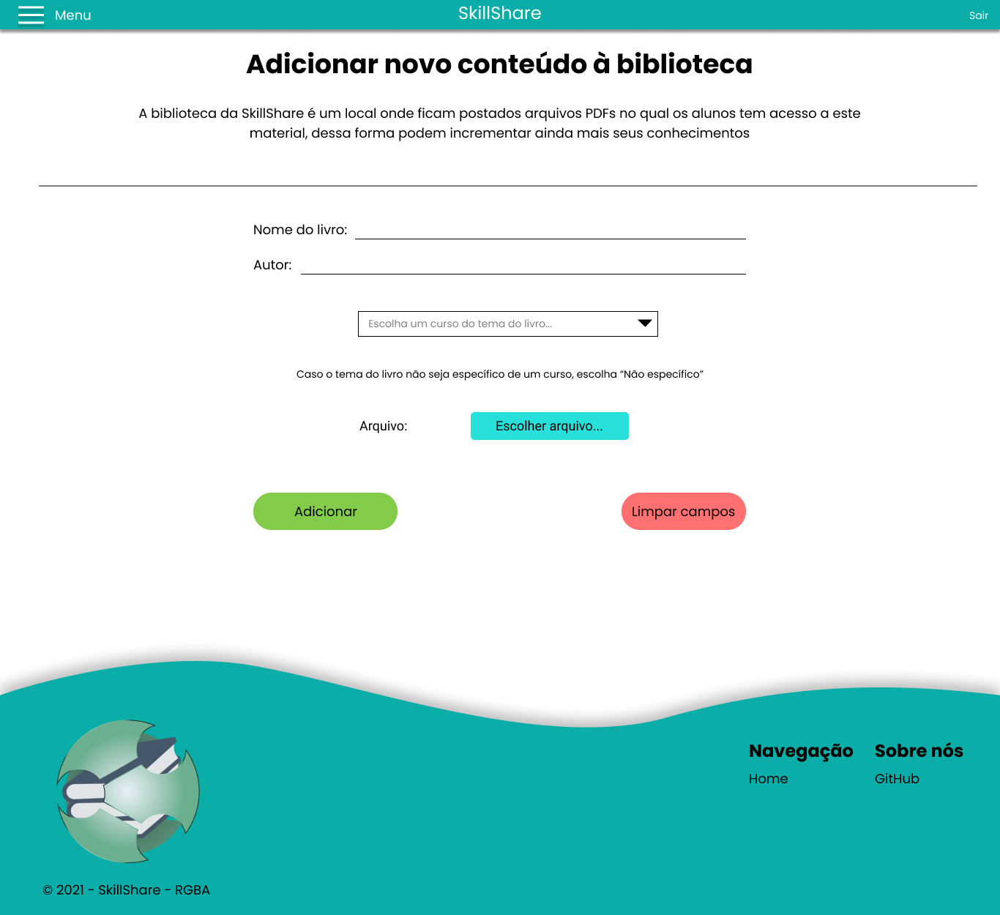 Menu
SkillShare
Sair
Adicionar novo conteúdo à biblioteca
A biblioteca da SkillShare é um local onde ficam postados arquivos PDFs no qual os alunos tem acesso a este
material, dessa forma podem incrementar ainda mais seus conhecimentos
Nome do livro:
Autor:
Escolha um curso do tema do livro...
Caso o tema do livro não seja específico de um curso, escolha “Não específico”
Arquivo:
Escolher arquivo...
Adicionar
Limpar campos
Navegação
Home
Sobre nós
GitHub
© 2021 - SkillShare - RGBA